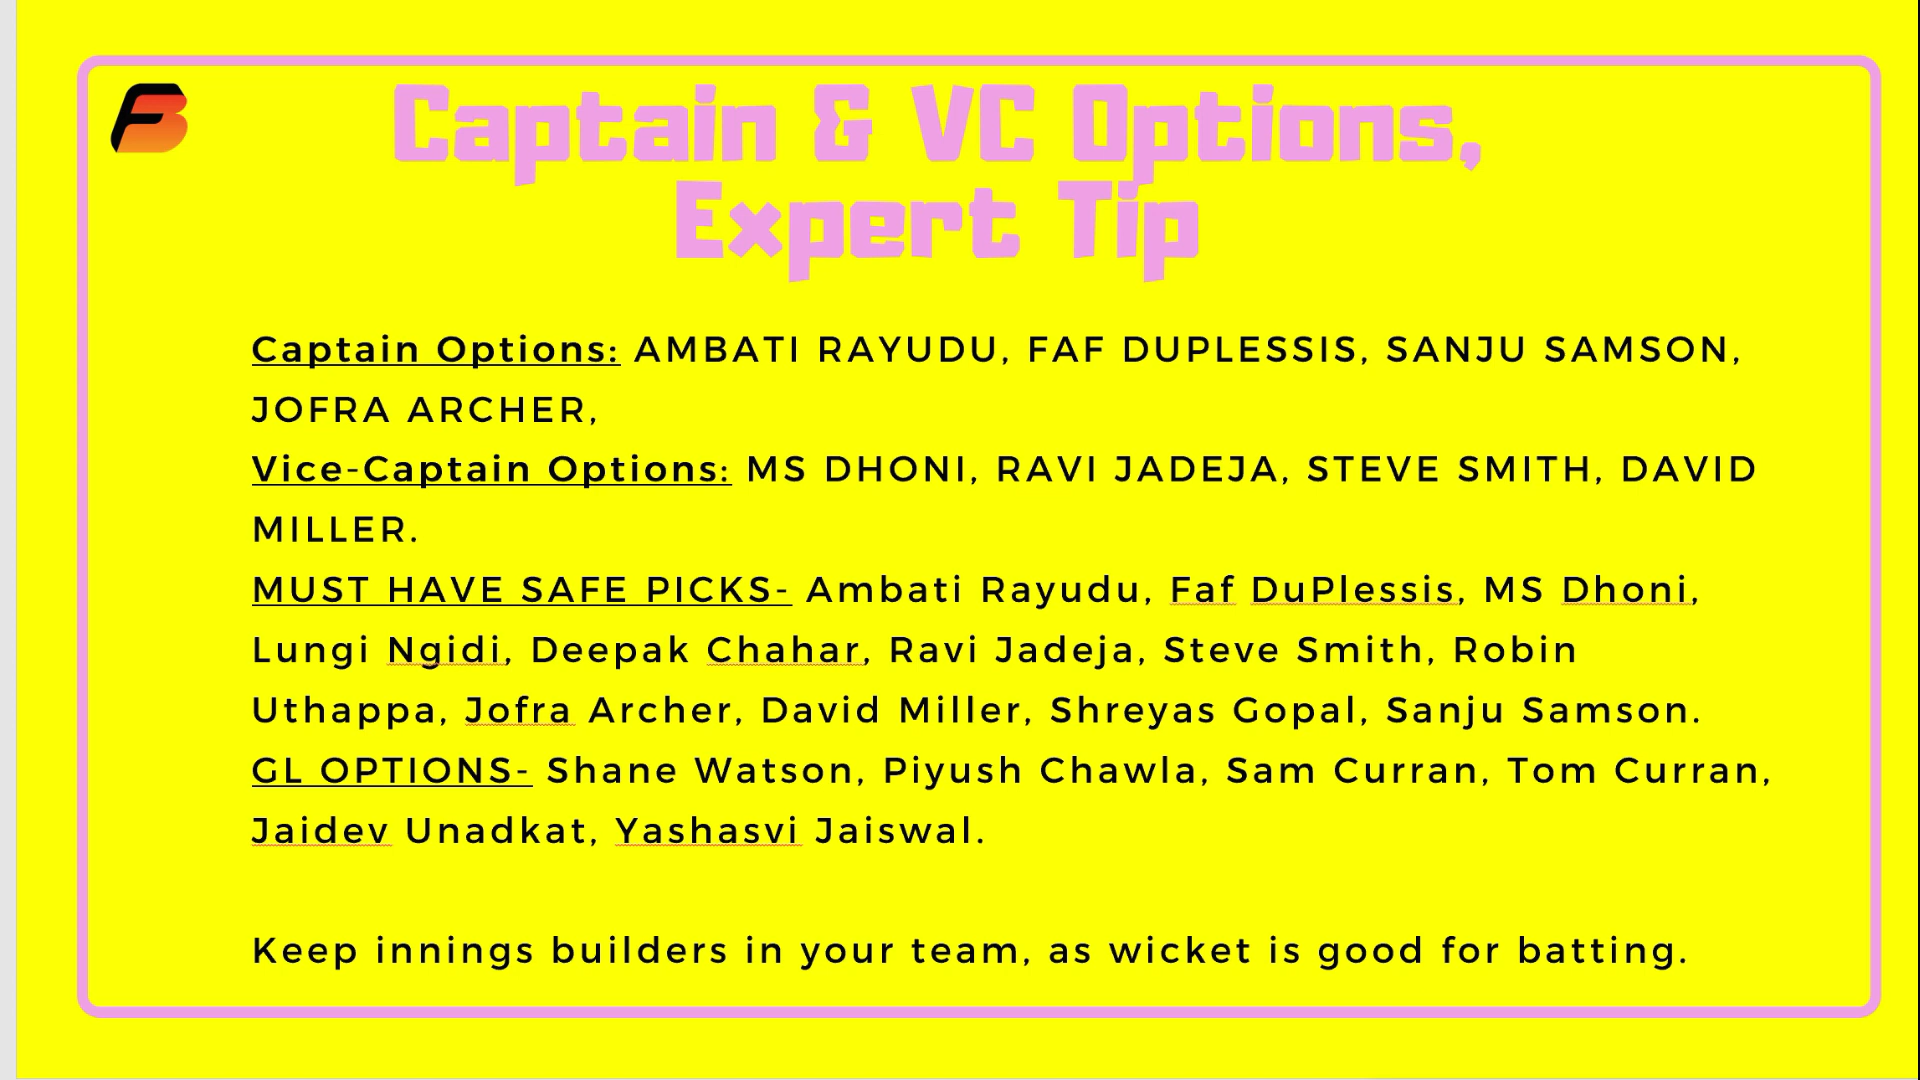 FB
Captain & VC Options,
Expert Tip
Captain Options: AMBATI RAYUDU, FAF DUPLESSIS, SANJU SAMSON,
JOFRA ARCHER,
Vice-Captain Options: MS DHONI, RAVI JADEJA, STEVE SMITH, DAVID
MILLER.
MUST HAVE SAFE PICKS- Ambati Rayudu, Faf DuPlessis, MS Dhoni,
Lungi Ngidi, Deepak Chahar, Ravi Jadeja, Steve Smith, Robin
Uthappa, Jofra Archer, David Miller, Shreyas Gopal, Sanju Samson.
GL OPTIONS- Shane Watson, Piyush Chawla, Sam Curran, Tom Curran,
Jaidev Unadkat, Yashasvi Jaiswal.
Keep innings builders in your team, as wicket is good for batting.